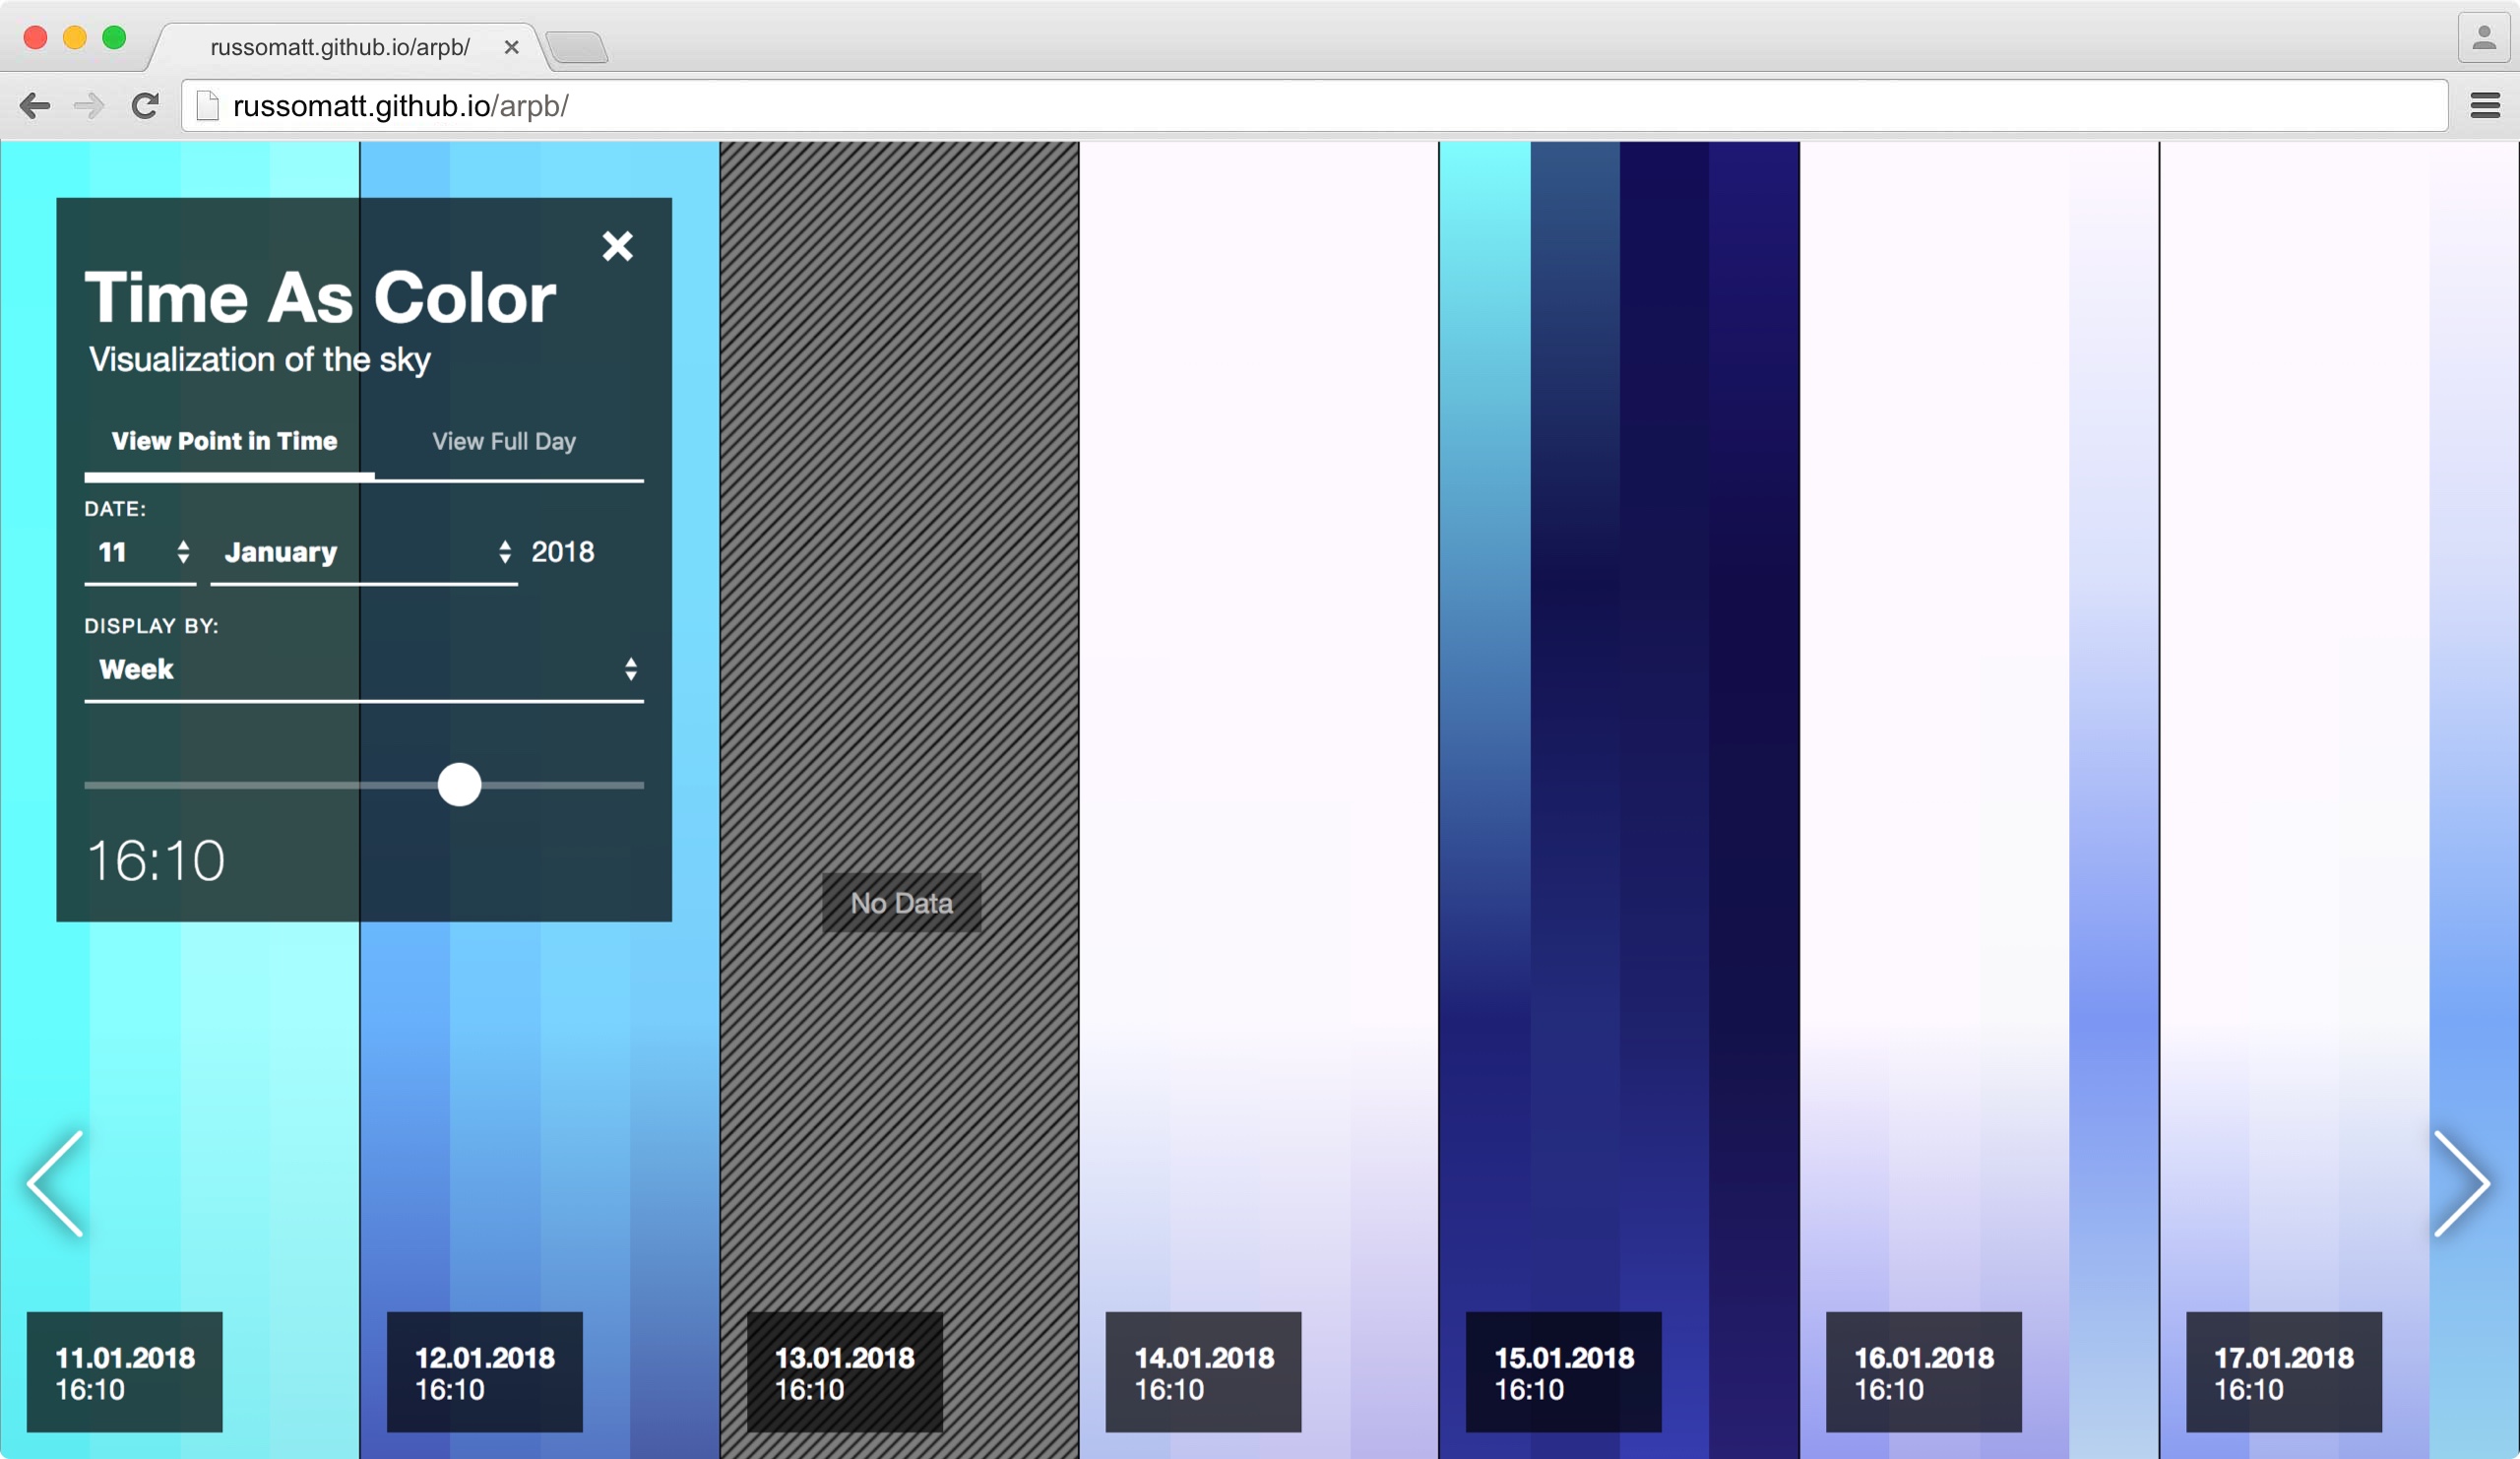 russomatt.github.io/arpb/
russomatt.github.io/arpb/
Time As Color
Visualization of the sky
View Point in Time View Full Day
DATE:
11 January 2018
DISPLAY BY:
Week
16:10
No Data
11.01.2018
16:10
12.01.2018
16:10
13.01.2018
16:10
14.01.2018
16:10
15.01.2018
16:10
16.01.2018
16:10
17.01.2018
16:10